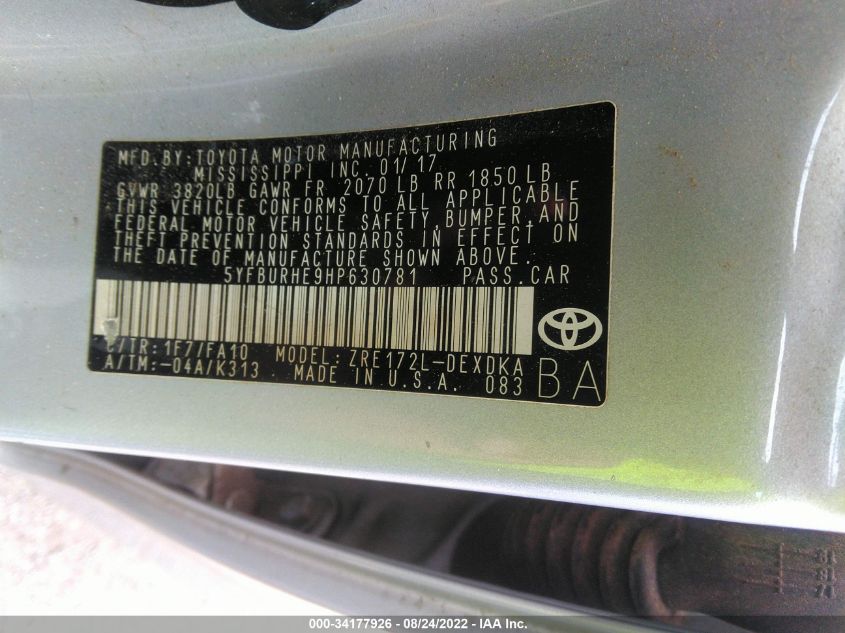 MFD.BY:TOYOTA MOTOR MANUFACTURING
MISSISSIPPI INC. 01/17
GVWR 3820LB GAWR FR 2070 LB RR 1850 LB
THIS VEHICLE CONFORMS TO ALL APPLICABLE
FEDERAL MOTOR VEHICLE SAFETY, BUMPER, AND
THEFT PREVENTION STANDARDS IN EFFECT ON
THE DATE OF MANUFACTURE SHOWN ABOVE.
5YFBURHE9HP630781 PASS.CAR
C/TR:1F7/FA10 MODEL: ZRE172L-DEXDKA
A/TM:-04A/K313 MADE IN U.S.A. 083 BA
000-34177926 - 08/24/2022 - IAA Inc.